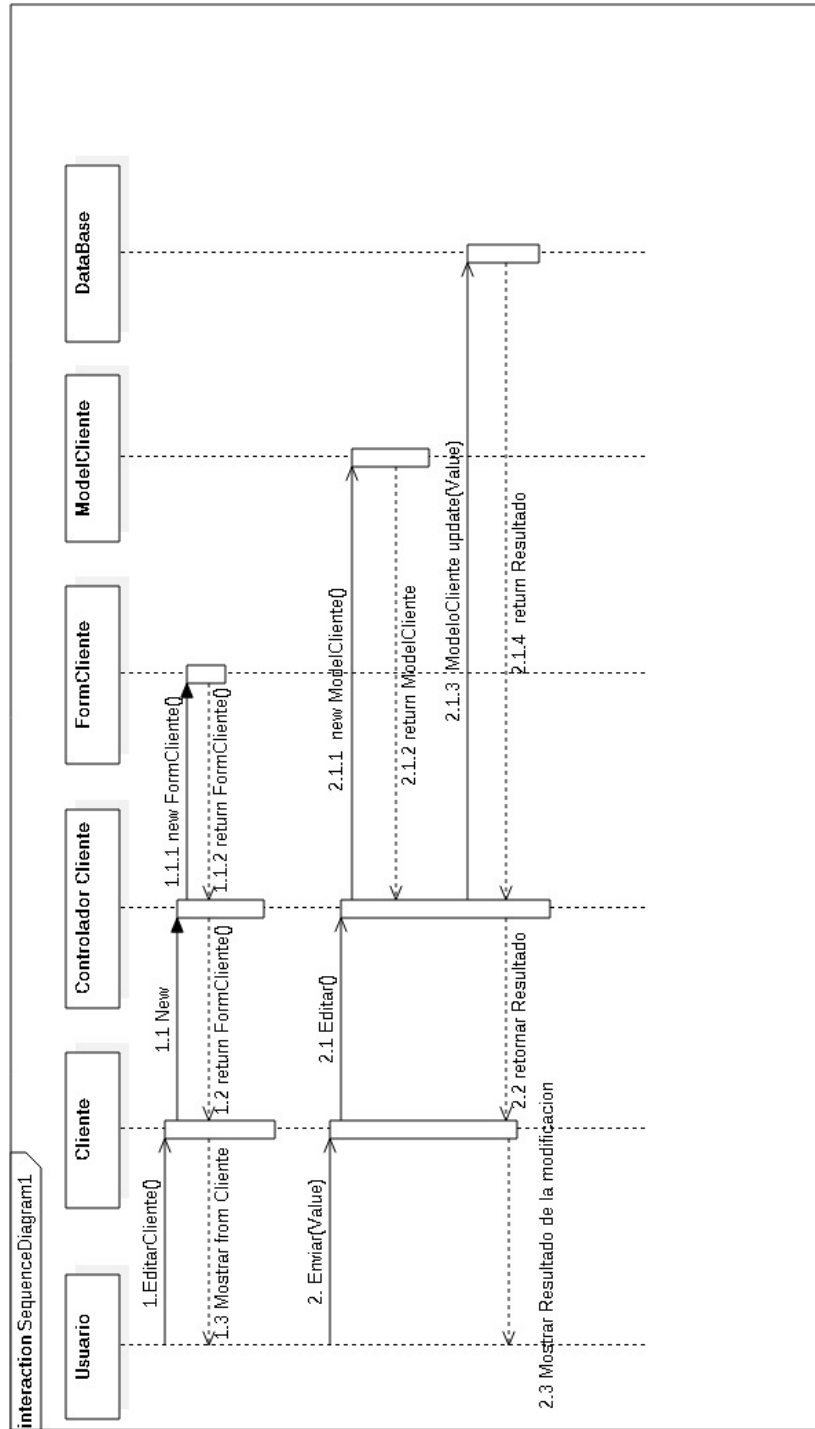 interaction SequenceDiagram1
Usuario
Cliente
Controlador Cliente
FormCliente
ModelCliente
DataBase
1.EditarCliente()
1.1 New
1.1.1 new FormCliente()
1.1.2 return FormCliente()
1.2 return FormCliente()
1.3 Mostrar from Cliente
2. Enviar(Value)
2.1 Editar()
2.1.1 new ModelCliente()
2.1.2 return ModelCliente
2.1.3 ModeloCliente update(Value)
2.1.4 return Resultado
2.2 retornar Resultado
2.3 Mostrar Resultado de la modificacion